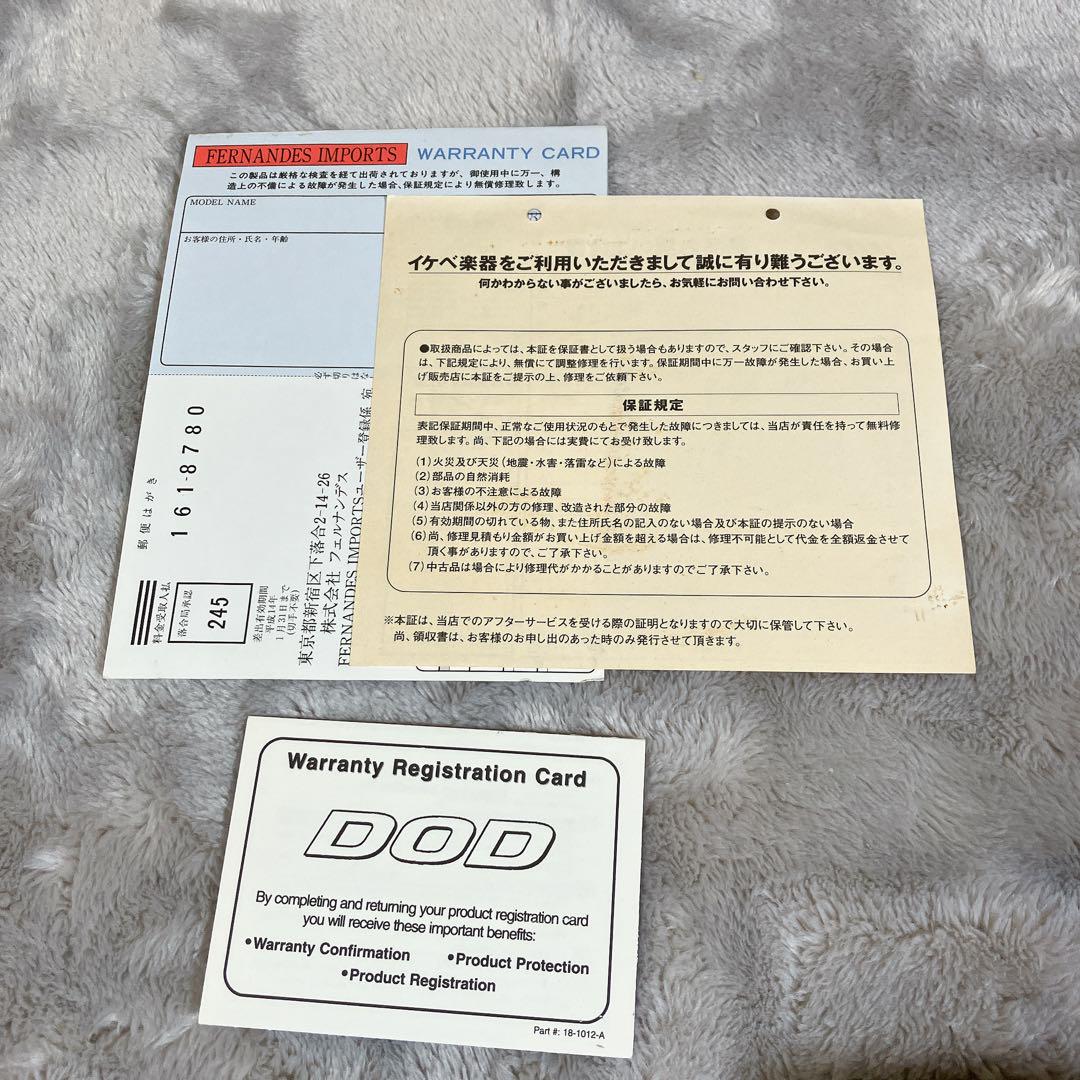 FERNANDES IMPORTS WARRANTY CARD
この製品は厳格な検査を経て出荷されておりますが、御使用中に万一、構
造上の不備による故障が発生した場合、保証規定により無償修理致します。
MODEL NAME
お客様の住所・氏名・年齢
必ず切りはな
郵便はがき
161-8780
東京都新宿区下落合2-14-26
株式会社 フェルナンデス
FERNANDES IMPORTSユーザー登録係 宛
料金受取人払
落合局承認
245
差出有効期間
平成14年
1月31日まで
(切手不要)
イケベ楽器をご利用いただきまして誠に有り難うございます。
何かわからない事がございましたら、お気軽にお問い合わせ下さい。
●取扱商品によっては、本証を保証書として扱う場合もありますので、スタッフにご確認下さい。その場合
は、下記規定により、無償にて調整修理を行います。保証期間中に万一故障が発生した場合、お買い上
げ販売店に本証をご提示の上、修理をご依頼下さい。
保証規定
表記保証期間中、正常なご使用状況のもとで発生した故障につきましては、当店が責任を持って無料修
理致します。尚、下記の場合には実費にてお受け致します。
(1)火災及び天災(地震・水害・落雷など)による故障
(2)部品の自然消耗
(3)お客様の不注意による故障
(4)当店関係以外の方の修理、改造された部分の故障
(5)有効期間の切れている物、また住所氏名の記入のない場合及び本証の提示のない場合
(6)尚、修理見積もり金額がお買い上げ金額を超える場合は、修理不可能として代金を全額返金させて
頂く事がありますので、ご了承下さい。
(7)中古品は場合により修理代がかかることがありますのでご了承下さい。
※本証は、当店でのアフターサービスを受ける際の証明となりますので大切に保管して下さい。
尚、領収書は、お客様のお申し出のあった時のみ発行させて頂きます。
Warranty Registration Card
DOD
By completing and returning your product registration card
you will receive these important benefits:
•Warranty Confirmation •Product Protection
•Product Registration
Part #: 18-1012-A